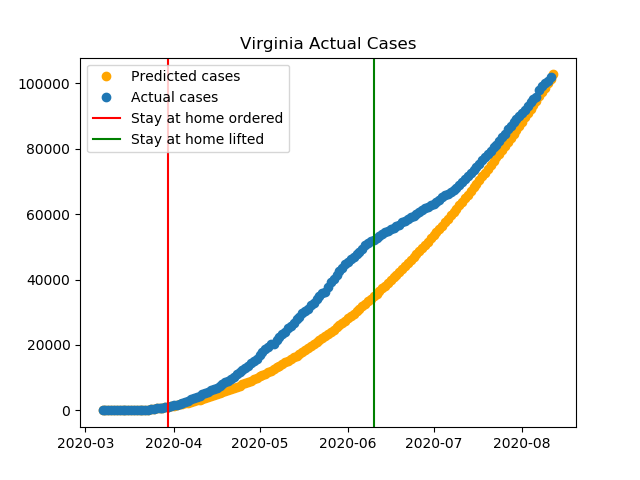 Virginia Actual Cases
Predicted cases
Actual cases
Stay at home ordered
Stay at home lifted
100000
80000
60000
40000
20000
0
2020-03 2020-04 2020-05 2020-06 2020-07 2020-08